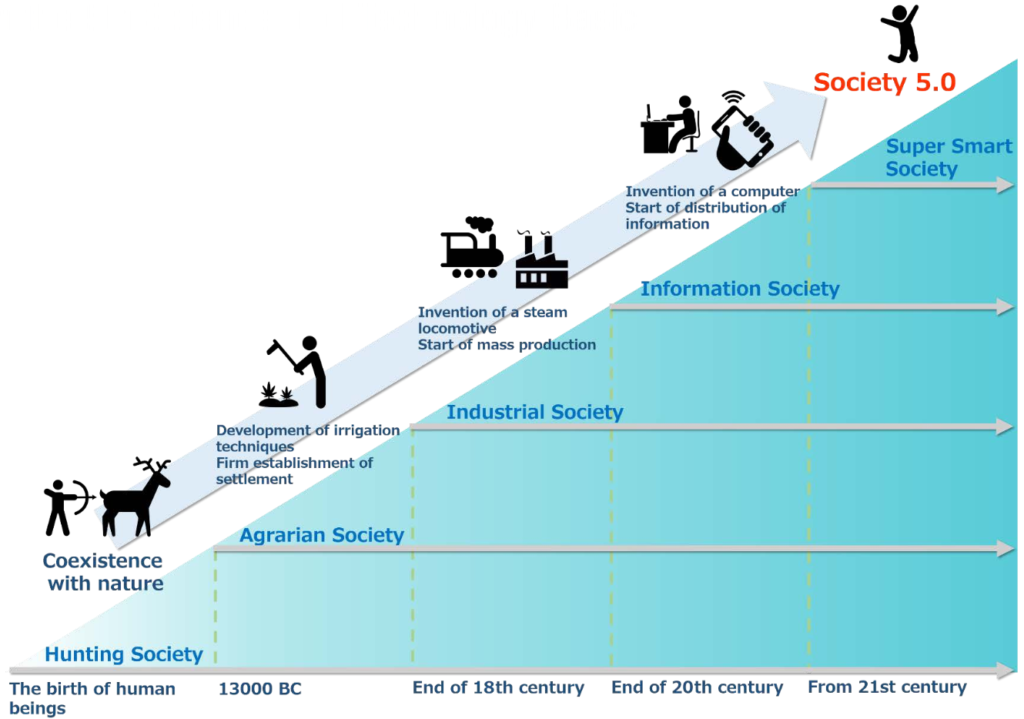 Society 5.0
Super Smart
Society
Invention of a computer
Start of distribution of
information
Information Society
Invention of a steam
locomotive
Start of mass production
Industrial Society
Development of irrigation
techniques
Firm establishment of
settlement
Agrarian Society
Coexistence
with nature
Hunting Society
The birth of human
beings
13000 BC
End of 18th century
End of 20th century
From 21st century